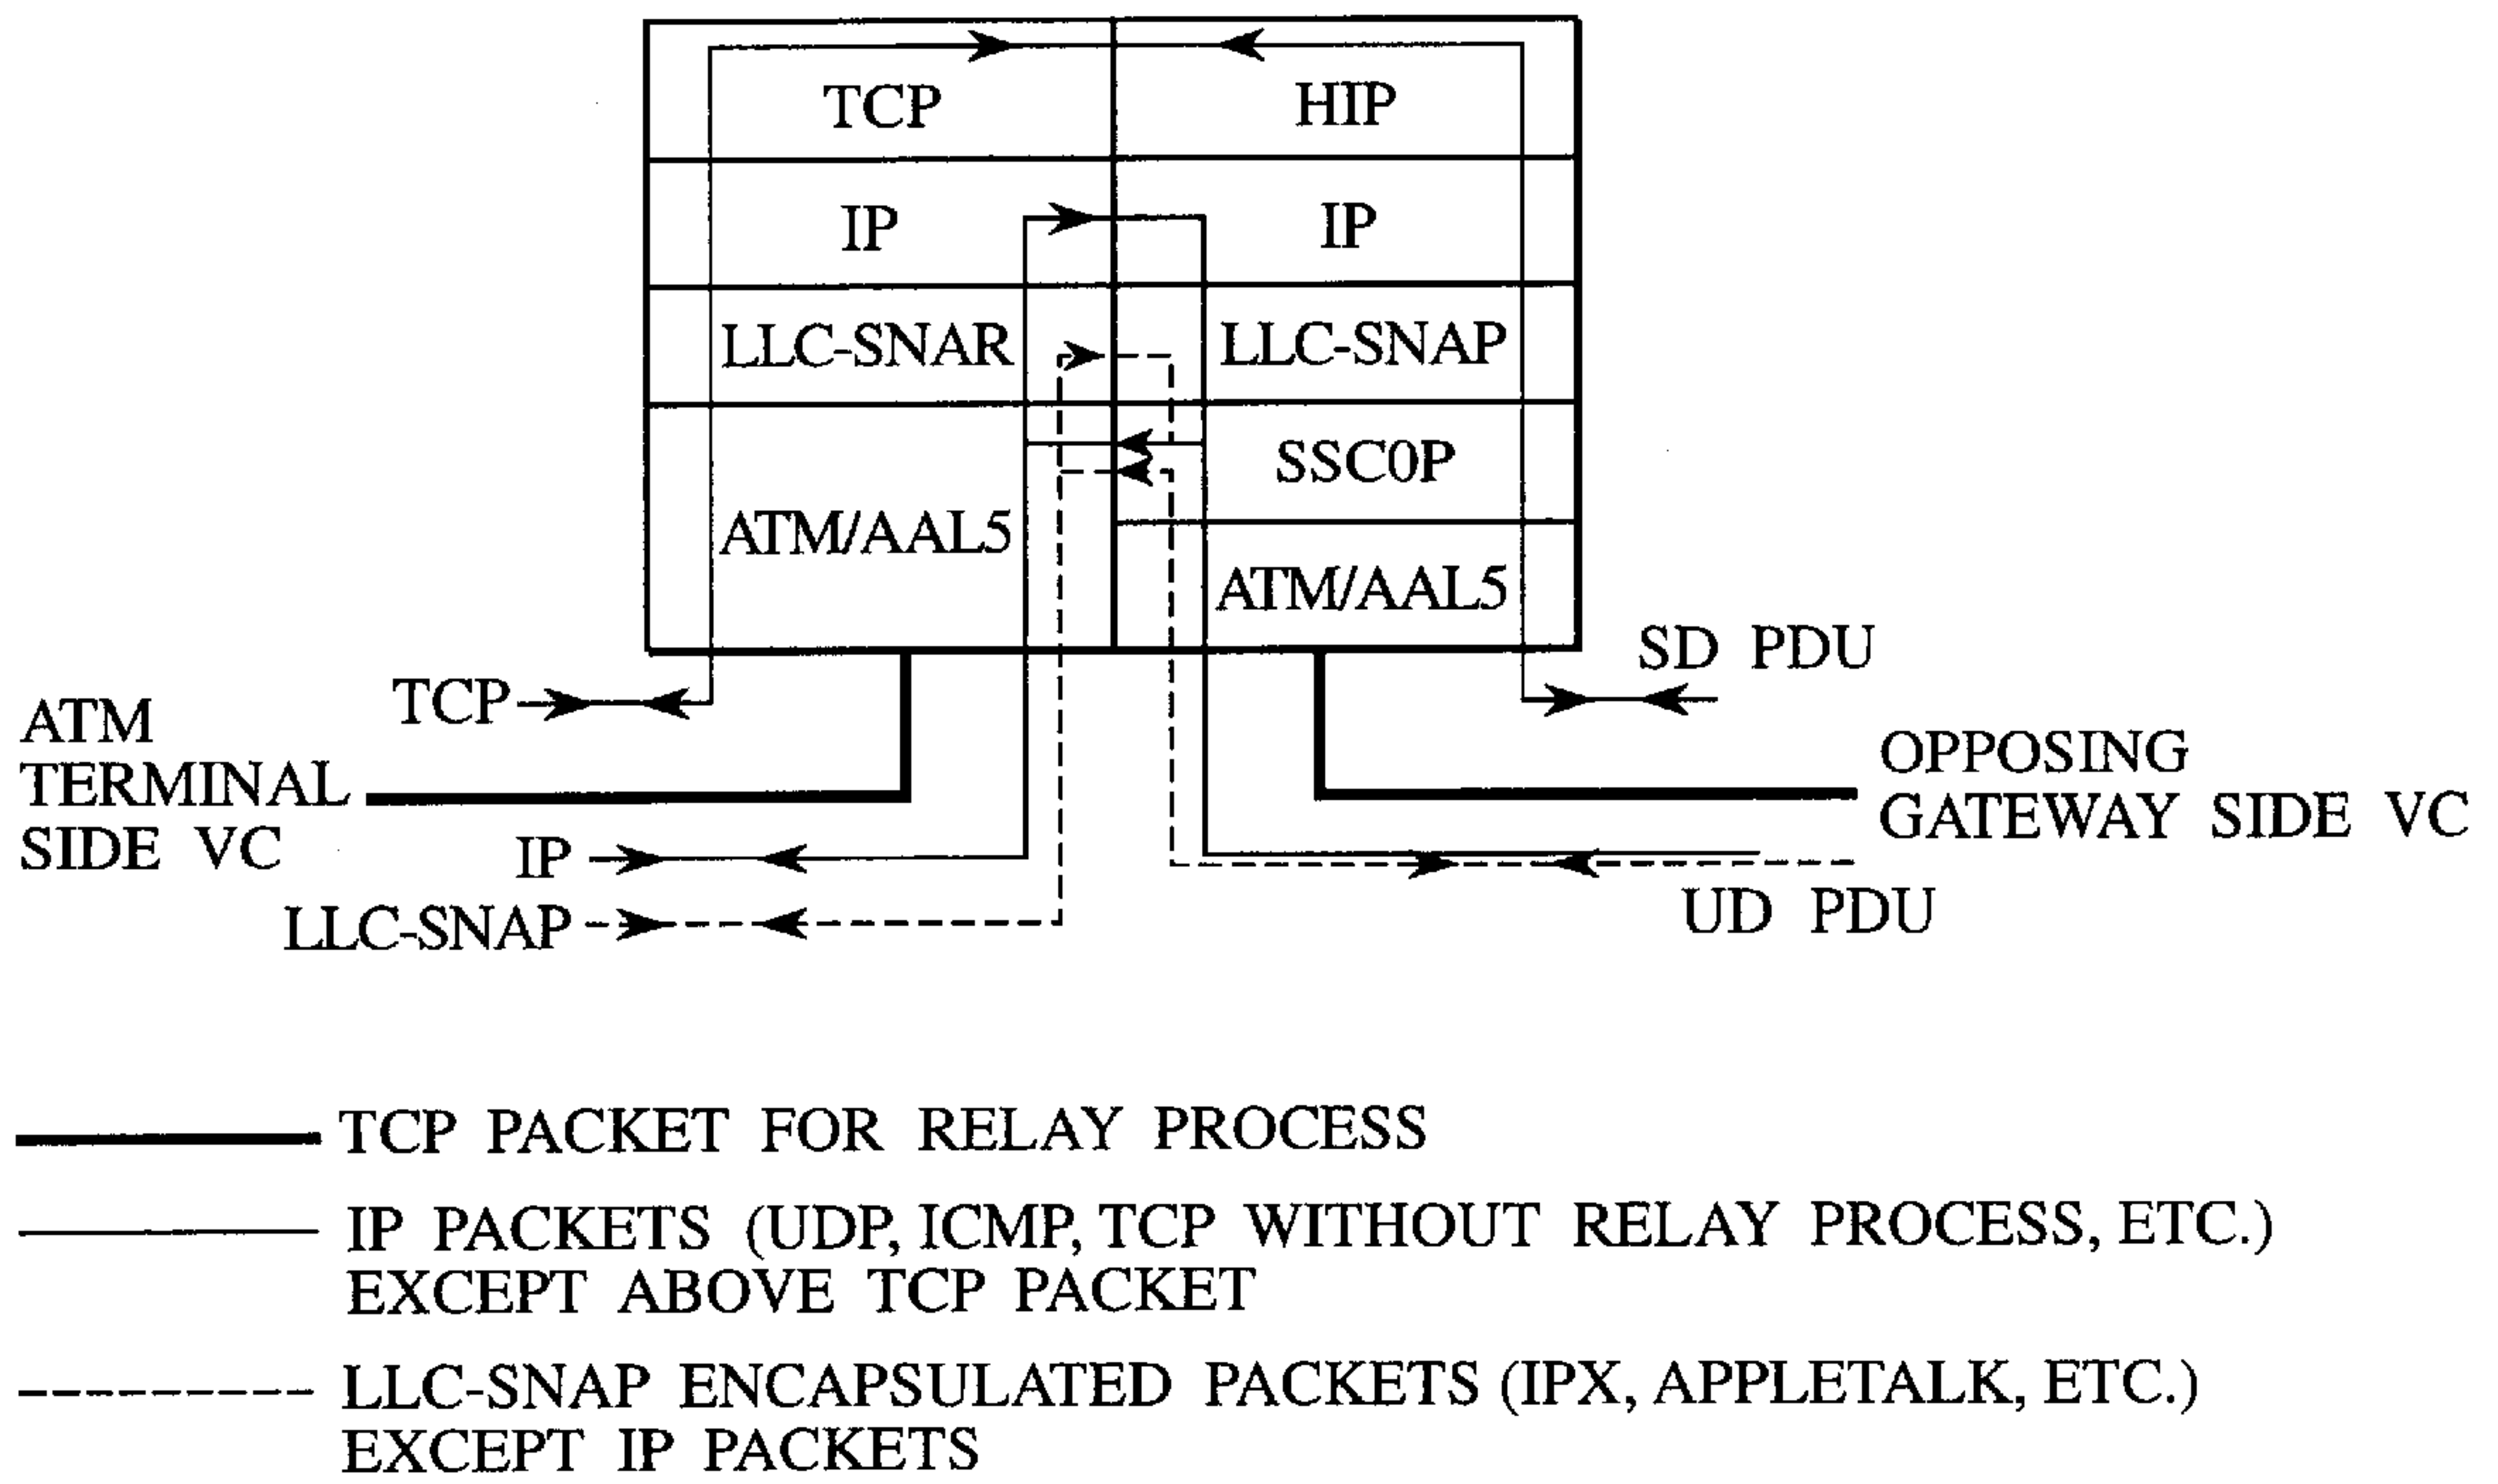 TCP
HIP
IP
IP
LLC-SNAR
LLC-SNAP
SSC0P
ATM/AAL5
ATM/AAL5
SD PDU
TCP
ATM
TERMINAL
SIDE VC
OPPOSING
GATEWAY SIDE VC
IP
LLC-SNAP
UD PDU
TCP PACKET FOR RELAY PROCESS
IP PACKETS (UDP, ICMP, TCP WITHOUT RELAY PROCESS, ETC.)
EXCEPT ABOVE TCP PACKET
LLC-SNAP ENCAPSULATED PACKETS (IPX, APPLETALK, ETC.)
EXCEPT IP PACKETS